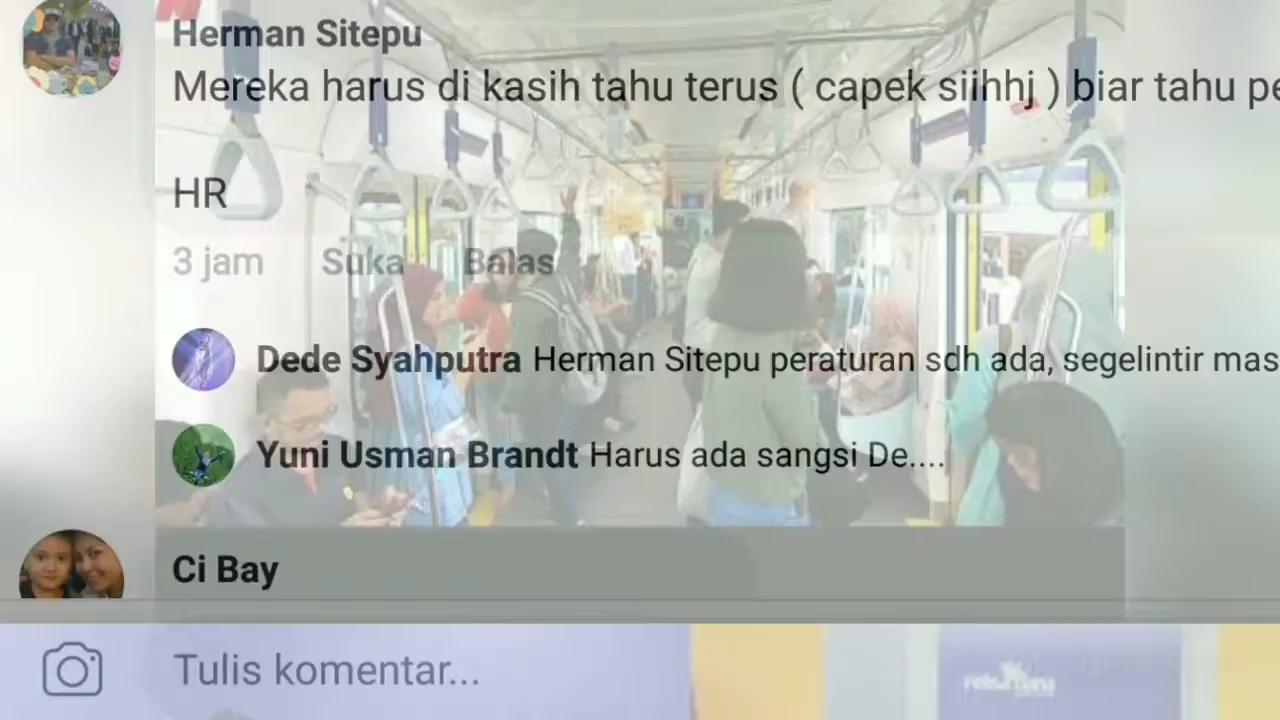 Herman Sitepu
Mereka harus di kasih tahu terus ( capek siihhj ) biar tahu pe
HR
3 jam Suka Balas
Dede Syahputra Herman Sitepu peraturan sdh ada, segelintir mas
Yuni Usman Brandt Harus ada sangsi De....
Ci Bay
Tulis komentar...